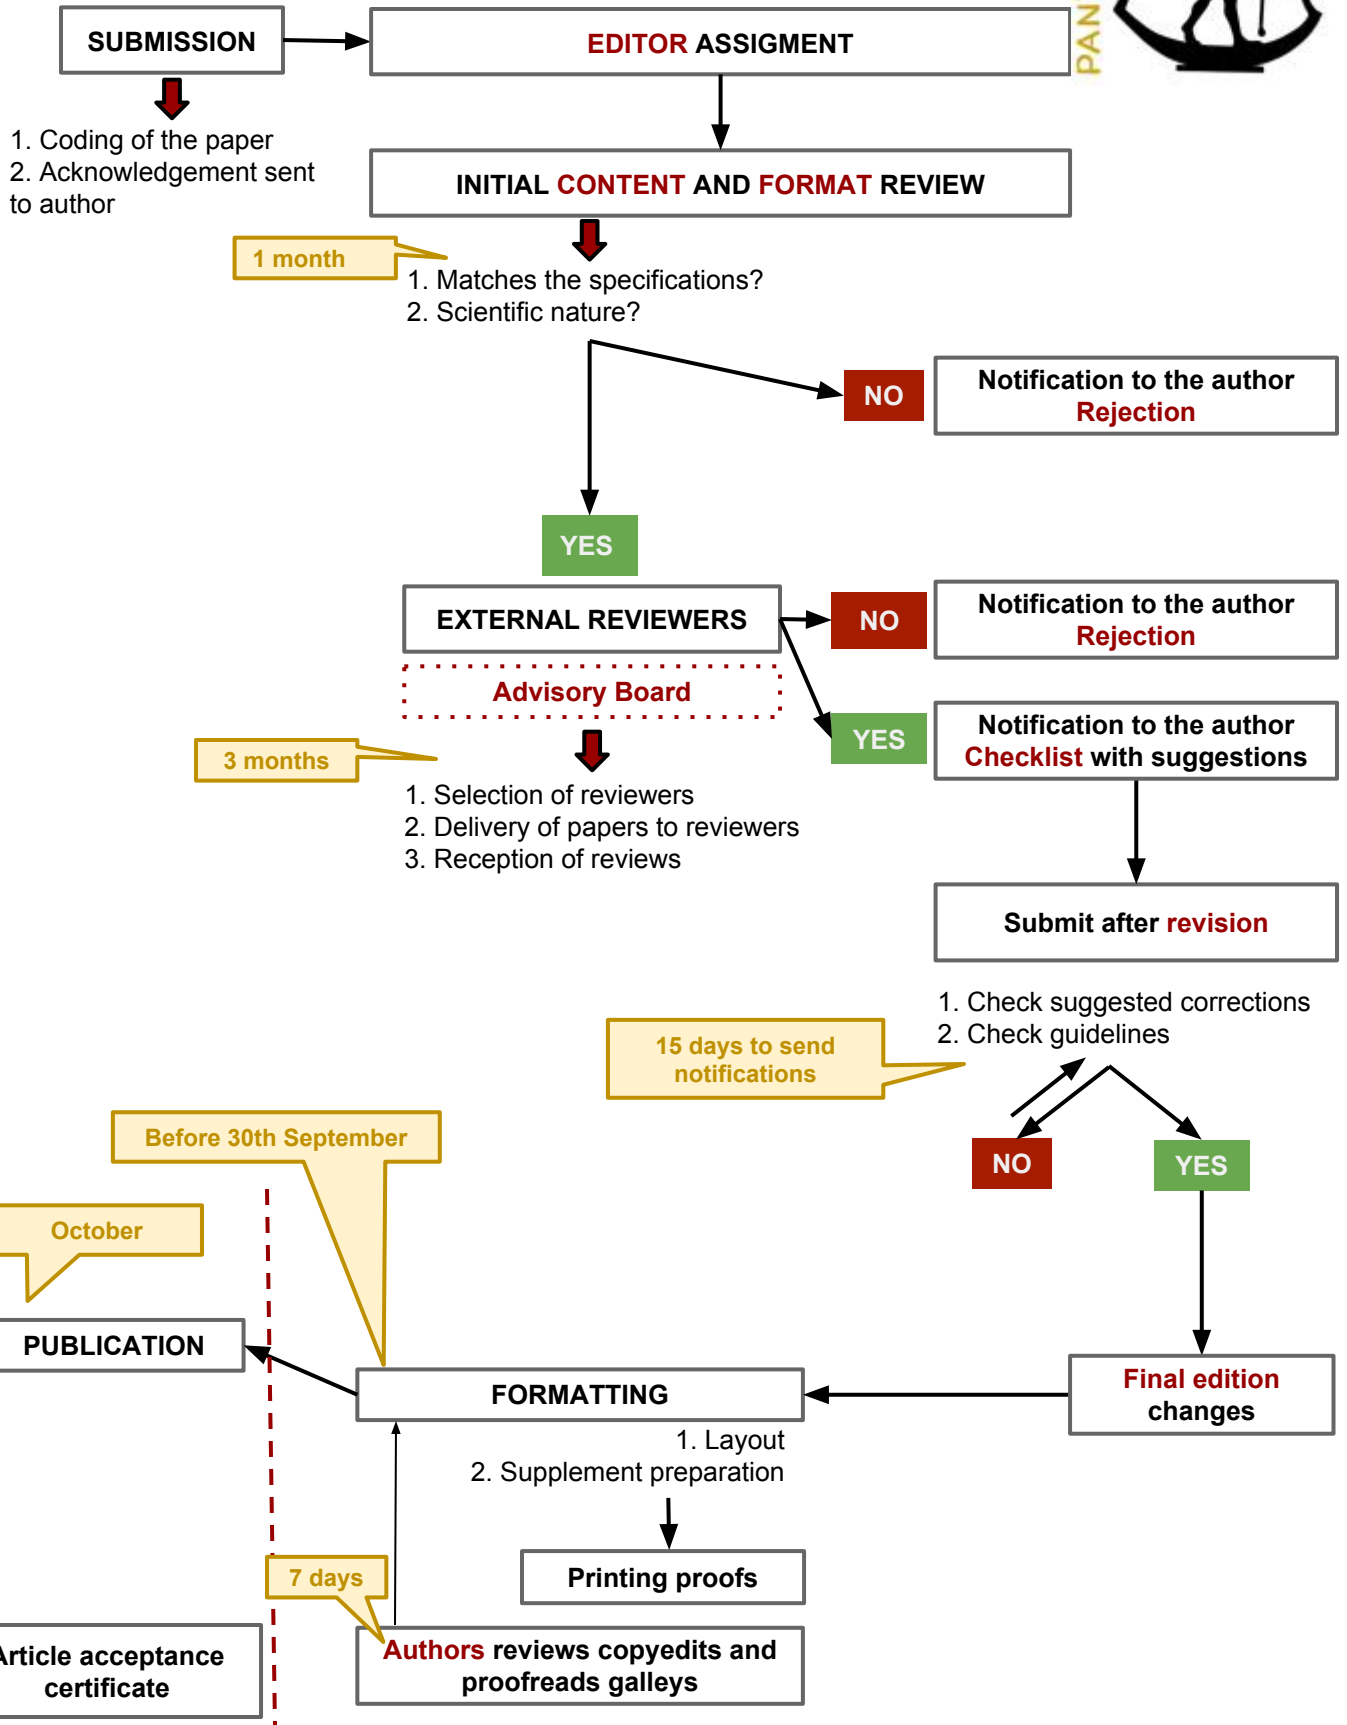 PAN
SUBMISSION
EDITOR ASSIGMENT
1. Coding of the paper
2. Acknowledgement sent
to author
INITIAL CONTENT AND FORMAT REVIEW
1 month
1. Matches the specifications?
2. Scientific nature?
NO
Notification to the author
Rejection
YES
EXTERNAL REVIEWERS
NO
Notification to the author
Rejection
Advisory Board
YES
Notification to the author
Checklist with suggestions
3 months
1. Selection of reviewers
2. Delivery of papers to reviewers
3. Reception of reviews
Submit after revision
1. Check suggested corrections
2. Check guidelines
15 days to send
notifications
NO
YES
Before 30th September
October
PUBLICATION
FORMATTING
Final edition
changes
1. Layout
2. Supplement preparation
Printing proofs
7 days
Authors reviews copyedits and
proofreads galleys
Article acceptance
certificate